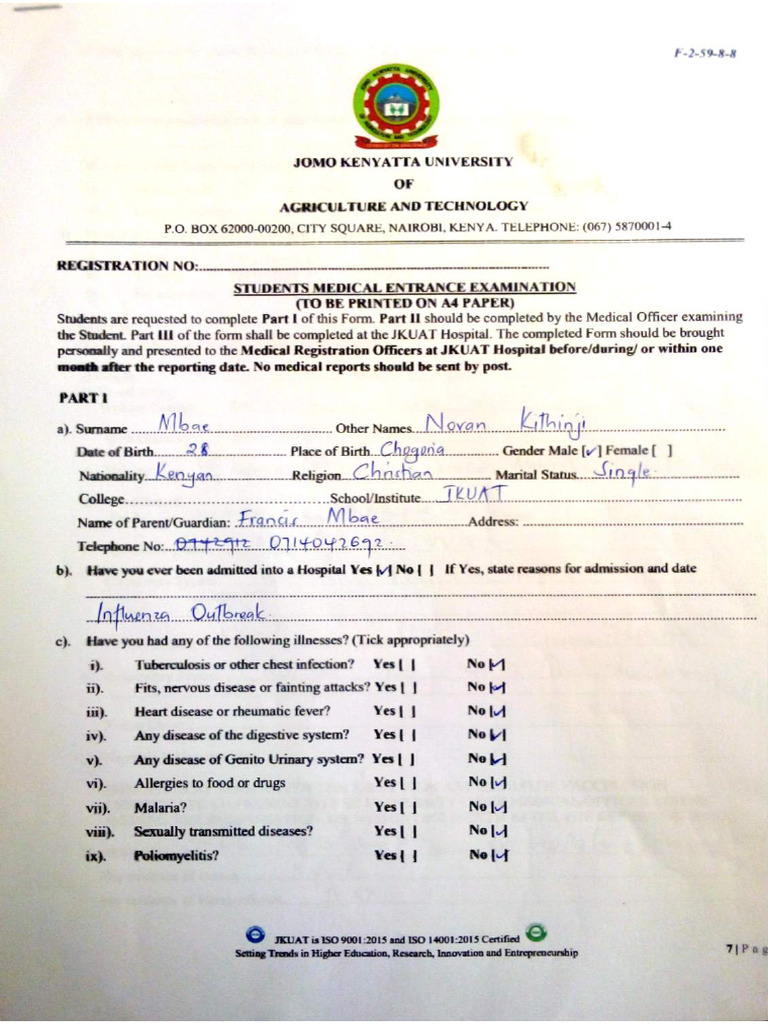 F-2-59-8-8
JOMO KENYATTA UNIVERSITY
OF
AGRICULTURE AND TECHNOLOGY
P.O. BOX 62000-00200, CITY SQUARE, NAIROBI, KENYA. TELEPHONE: (067) 5870001-4
REGISTRATION NO:
STUDENTS MEDICAL ENTRANCE EXAMINATION
(TO BE PRINTED ON A4 PAPER)
Students are requested to complete Part I of this Form. Part II should be completed by the Medical Officer examining
the Student. Part III of the form shall be completed at the JKUAT Hospital. The completed Form should be brought
personally and presented to the Medical Registration Officers at JKUAT Hospital before/during/ or within one
month after the reporting date. No medical reports should be sent by post.
PART I
a). Surname Mbae Other Names Novan Kithinji
Date of Birth 28 Place of Birth Chogoria Gender Male [✓] Female [ ]
Nationality Kenyan Religion Christian Marital Status Single
College School/Institute JKUAT
Name of Parent/Guardian: Francis Mbae Address:
Telephone No: 0742912 0714042692
b). Have you ever been admitted into a Hospital Yes [✓] No [ ] If Yes, state reasons for admission and date
Influenza Outbreak
c). Have you had any of the following illnesses? (Tick appropriately)
i). Tuberculosis or other chest infection? Yes [ ] No [✓]
ii). Fits, nervous disease or fainting attacks? Yes [ ] No [✓]
iii). Heart disease or rheumatic fever? Yes [ ] No [✓]
iv). Any disease of the digestive system? Yes [ ] No [✓]
v). Any disease of Genito Urinary system? Yes [ ] No [✓]
vi). Allergies to food or drugs Yes [ ] No [✓]
vii). Malaria? Yes [ ] No [✓]
viii). Sexually transmitted diseases? Yes [ ] No [✓]
ix). Poliomyelitis? Yes [ ] No [✓]
JKUAT is ISO 9001:2015 and ISO 14001:2015 Certified
Setting Trends in Higher Education, Research, Innovation and Entrepreneurship
7 | P a g